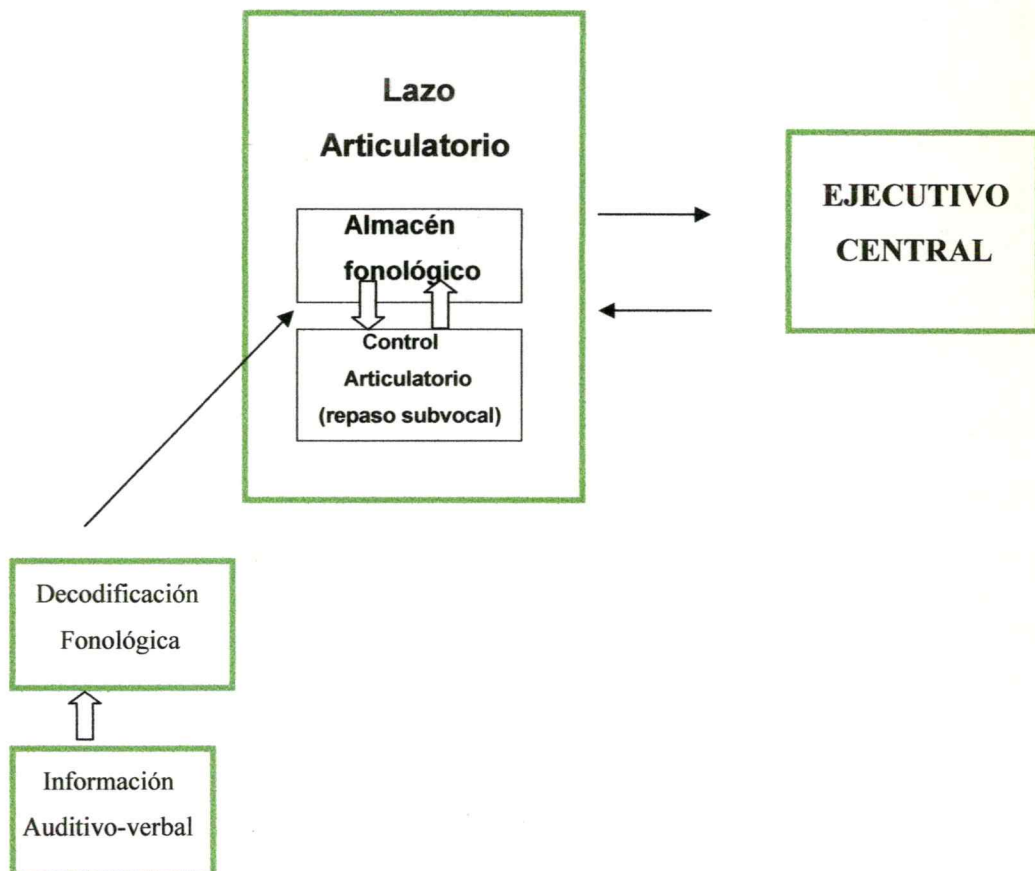 Lazo
Articulatorio
Almacén
fonológico
Control
Articulatorio
(repaso subvocal)
EJECUTIVO
CENTRAL
Decodificación
Fonológica
Información
Auditivo-verbal